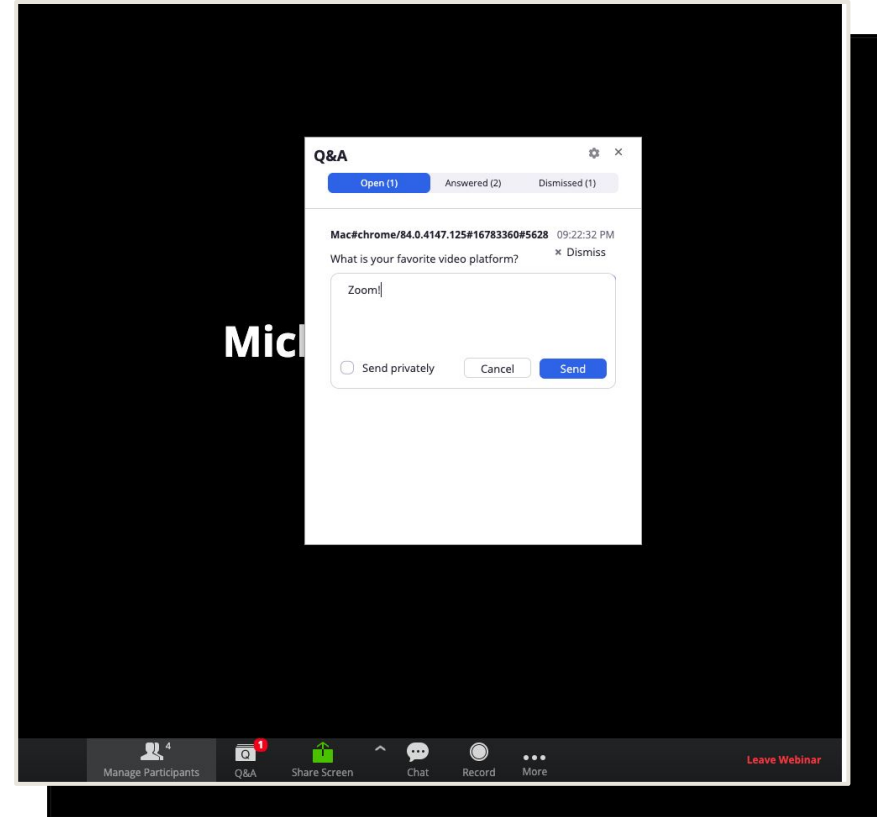 Q&A
Open (1) Answered (2) Dismissed (1)
Mac#chrome/84.0.4147.125#16783360#5628 09:22:32 PM
What is your favorite video platform? × Dismiss
Zoom!
Mic
Send privately Cancel Send
4
1
Manage Participants Q&A Share Screen Chat Record More Leave Webinar